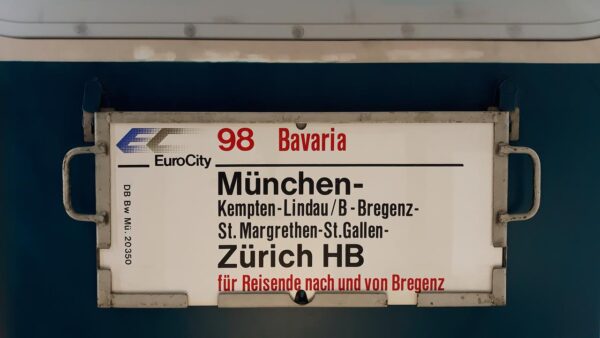 98 Bavaria
EuroCity
München-
Kempten-Lindau/B-Bregenz-
St. Margrethen-St.Gallen-
Zürich HB
für Reisende nach und von Bregenz
DB Bw Mü. 20350